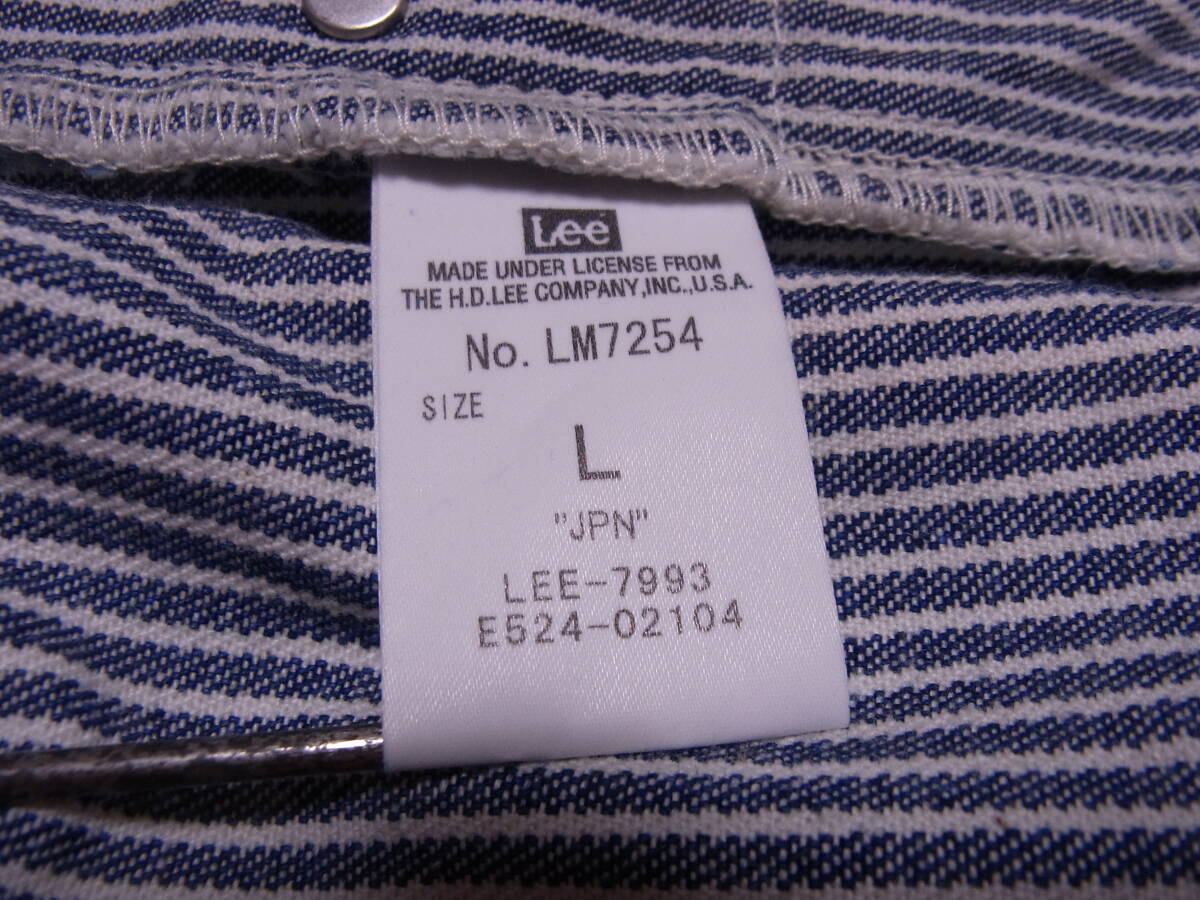 Lee
MADE UNDER LICENSE FROM
THE H.D.LEE COMPANY,INC.,U.S.A.
No. LM7254
SIZE
L
"JPN"
LEE-7993
E524-02104